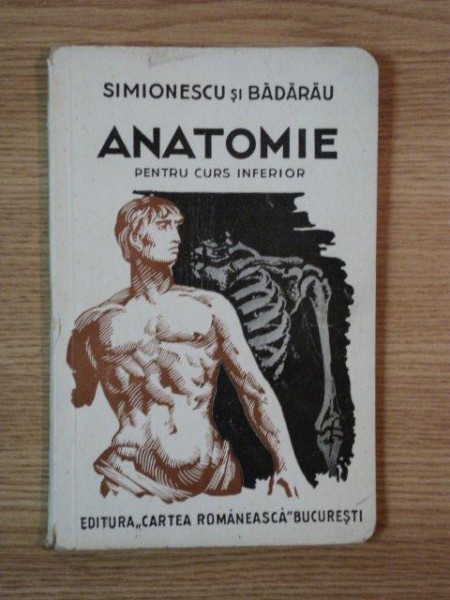 SIMIONESCU ȘI BĂDĂRĂU
ANATOMIE
PENTRU CURS INFERIOR
EDITURA „CARTEA ROMÂNEASCĂ” BUCUREȘTI